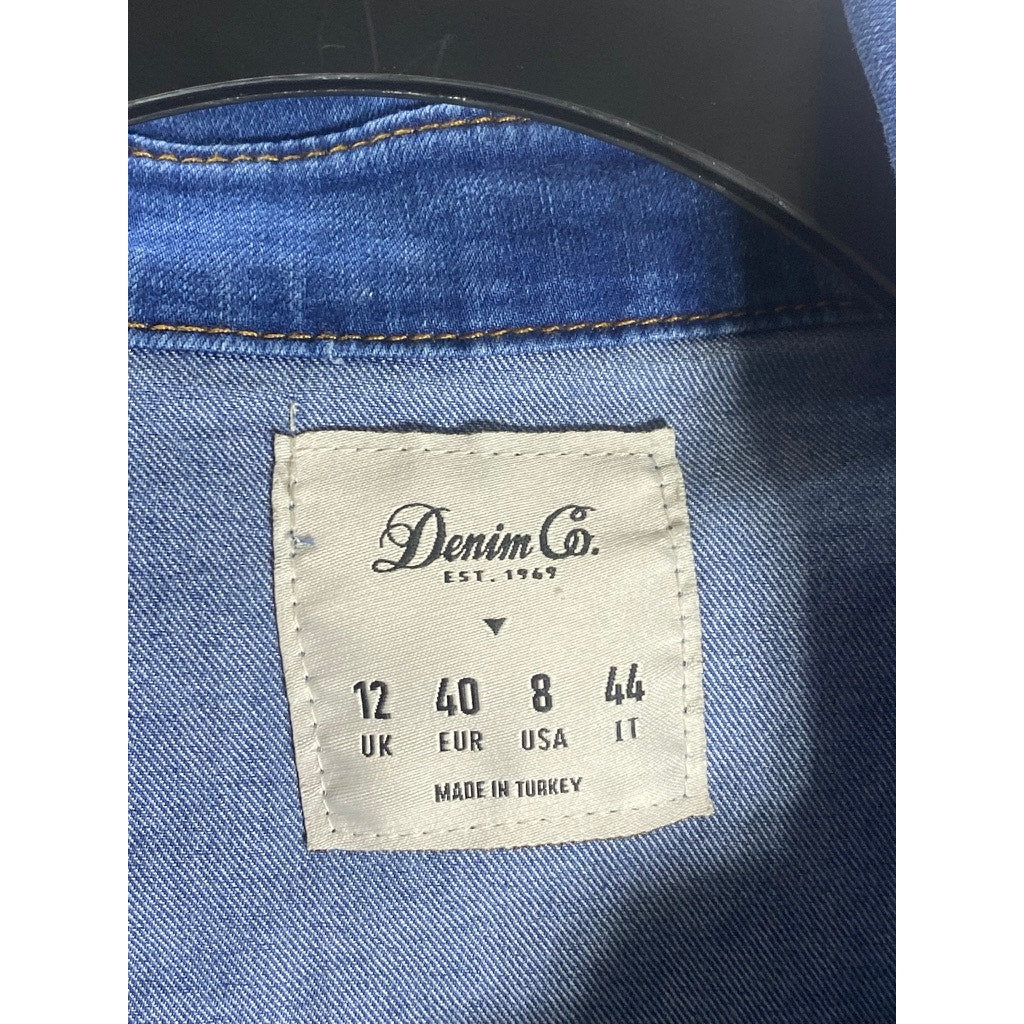 Denim Co.
EST. 1969
12 40 8 44
UK EUR USA IT
MADE IN TURKEY